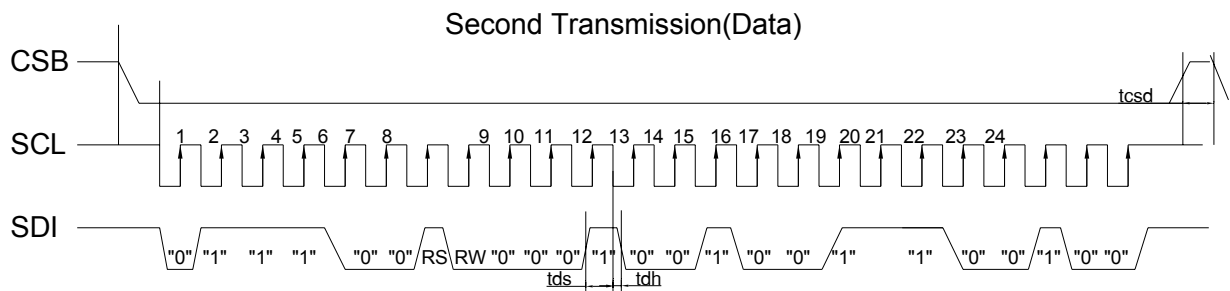 Second Transmission(Data)
CSB
tcsd
SCL 1 2 3 4 5 6 7 8 9 10 11 12 13 14 15 16 17 18 19 20 21 22 23 24
SDI "0" "1" "1" "1" "0" "0" RS RW "0" "0" "0" "1" "0" "0" "1" "0" "0" "1" "1" "0" "0" "1" "0" "0"
tds tdh